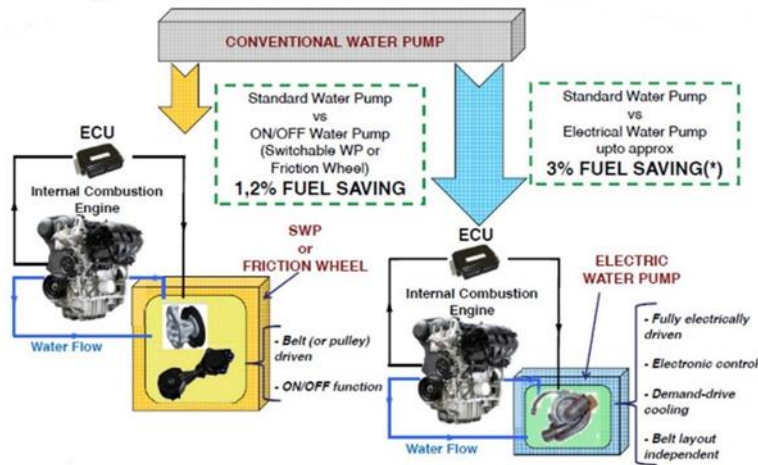 CONVENTIONAL WATER PUMP
Standard Water Pump
vs
ON/OFF Water Pump
(Switchable WP or
Friction Wheel)
1,2% FUEL SAVING
Standard Water Pump
vs
Electrical Water Pump
upto approx
3% FUEL SAVING(*)
ECU
Internal Combustion
Engine
Water Flow
SWP
or
FRICTION WHEEL
- Belt (or pulley)
driven
- ON/OFF function
ECU
Internal Combustion
Engine
Water Flow
ELECTRIC
WATER PUMP
- Fully electrically
driven
- Electronic control
- Demand-drive
cooling
- Belt layout
independent